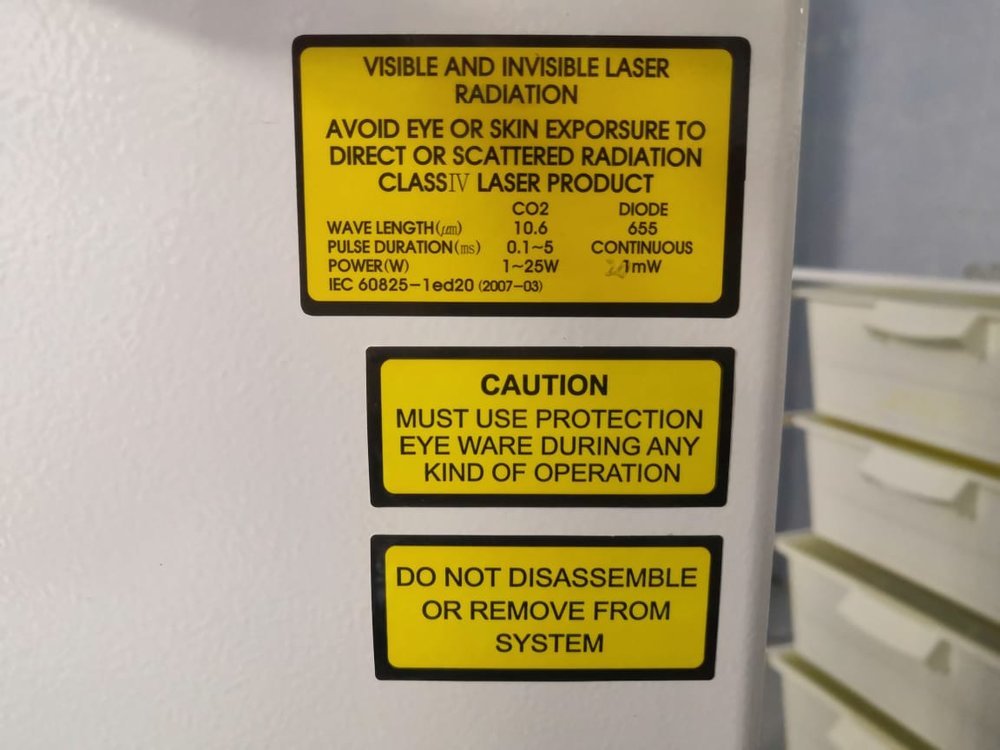 VISIBLE AND INVISIBLE LASER
RADIATION
AVOID EYE OR SKIN EXPORSURE TO
DIRECT OR SCATTERED RADIATION
CLASSⅣ LASER PRODUCT
CO2 DIODE
WAVE LENGTH(㎛) 10.6 655
PULSE DURATION(㎳) 0.1~5 CONTINUOUS
POWER(W) 1~25W 1mW
IEC 60825-1ed20 (2007-03)
CAUTION
MUST USE PROTECTION
EYE WARE DURING ANY
KIND OF OPERATION
DO NOT DISASSEMBLE
OR REMOVE FROM
SYSTEM